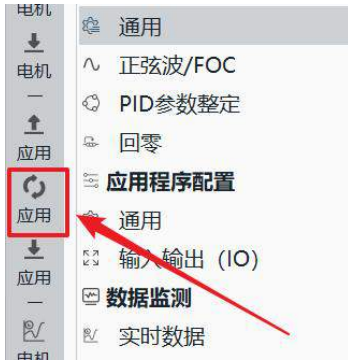 电机
电机
应用
应用
应用
电机
通用
正弦波/FOC
PID参数整定
回零
应用程序配置
通用
输入输出（IO）
数据监测
实时数据